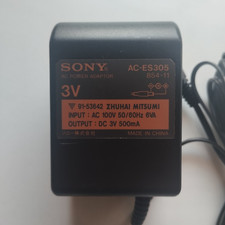 SONY AC-ES305
AC POWER ADAPTOR
3V
ZHUHAI MITSUMI
INPUT : AC 100V 50/60Hz 6VA
OUTPUT : DC 3V 500mA
MADE IN CHINA